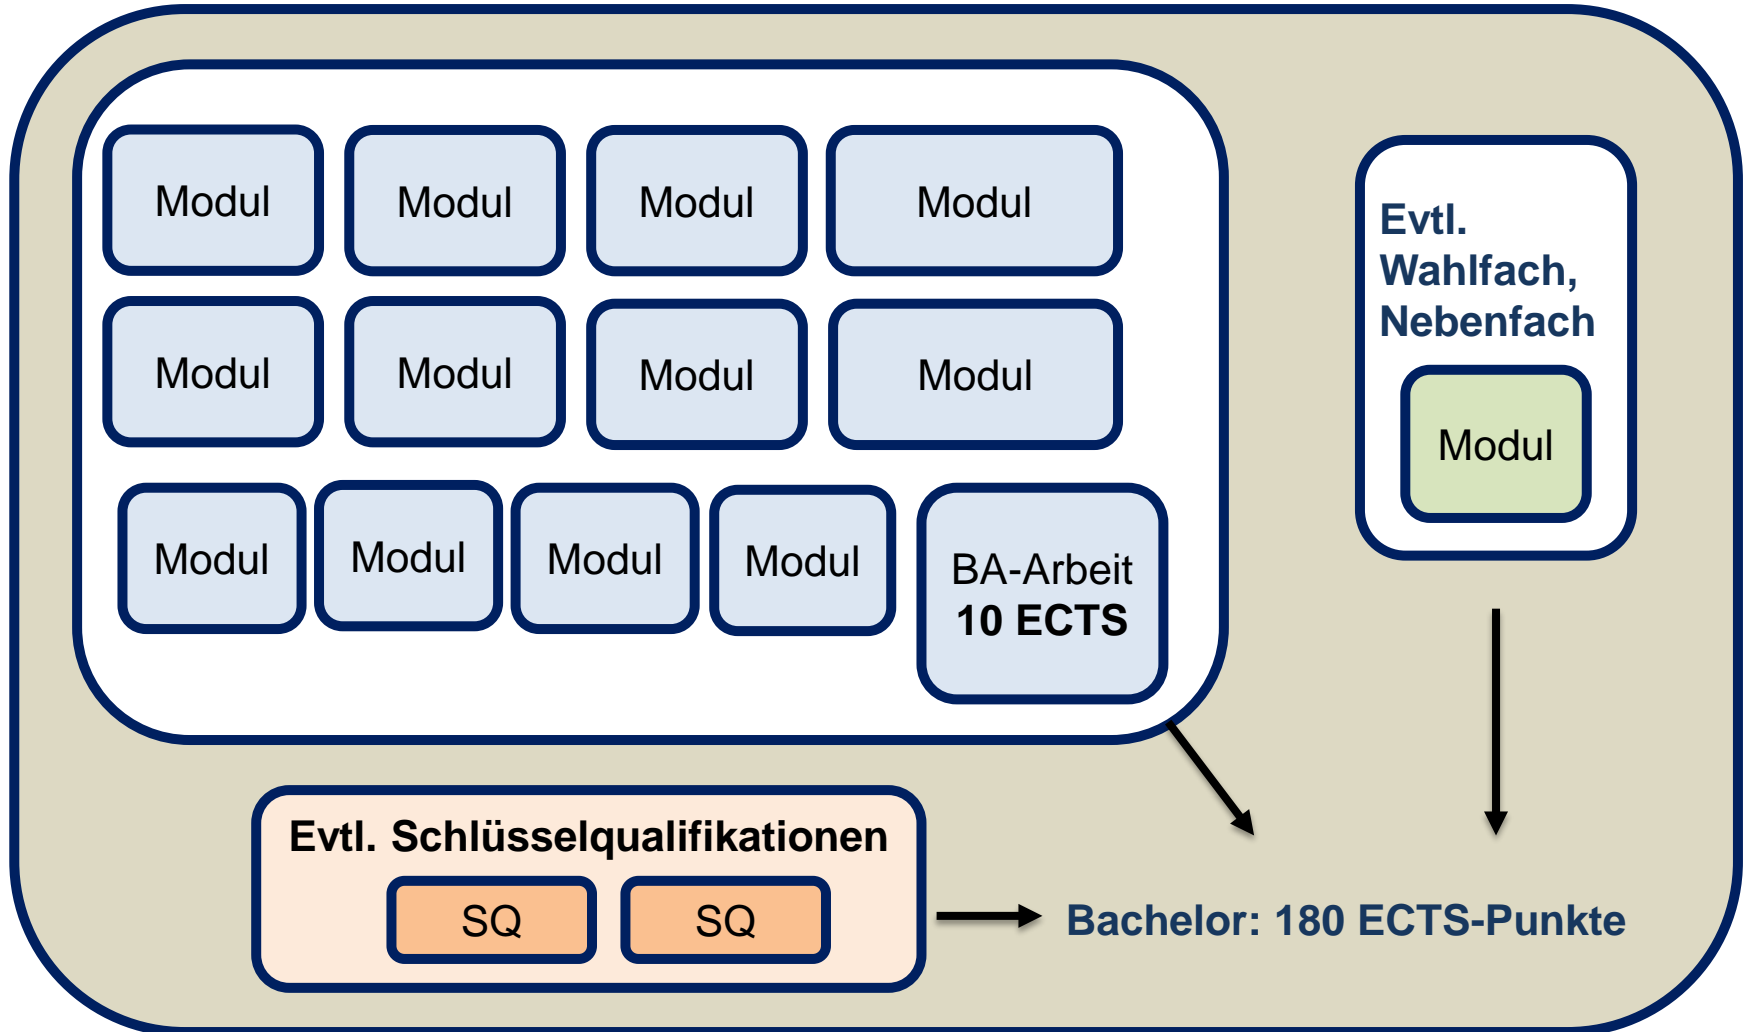 Modul
Modul
Modul
Modul
Modul
Modul
Modul
Modul
Modul
Modul
Modul
Modul
BA-Arbeit
10 ECTS
Evtl.
Wahlfach,
Nebenfach
Modul
Evtl. Schlüsselqualifikationen
SQ
SQ
Bachelor: 180 ECTS-Punkte